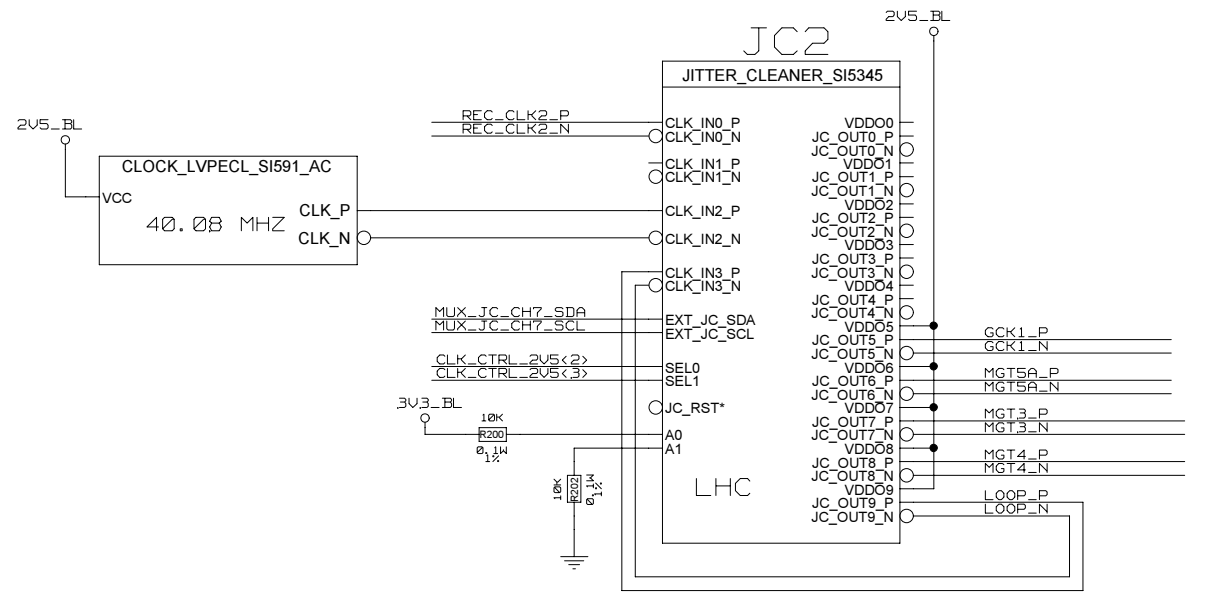 2V5_BL
JC2
JITTER_CLEANER_SI5345
REC_CLK2_P
REC_CLK2_N
2V5_BL
CLOCK_LVPECL_SI591_AC
VCC
40.08 MHZ
CLK_P
CLK_N
CLK_IN0_P
CLK_IN0_N
CLK_IN1_P
CLK_IN1_N
CLK_IN2_P
CLK_IN2_N
CLK_IN3_P
CLK_IN3_N
MUX_JC_CH7_SDA
MUX_JC_CH7_SCL
EXT_JC_SDA
EXT_JC_SCL
CLK_CTRL_2V5<2>
CLK_CTRL_2V5<3>
SEL0
SEL1
JC_RST*
3V3_BL
10K
R200
0.1W
1%
A0
A1
10K
R202
0.1W
1%
LHC
VDDO0
JC_OUT0_P
JC_OUT0_N
VDDO1
JC_OUT1_P
JC_OUT1_N
VDDO2
JC_OUT2_P
JC_OUT2_N
VDDO3
JC_OUT3_P
JC_OUT3_N
VDDO4
JC_OUT4_P
JC_OUT4_N
VDDO5
JC_OUT5_P
JC_OUT5_N
VDDO6
JC_OUT6_P
JC_OUT6_N
VDDO7
JC_OUT7_P
JC_OUT7_N
VDDO8
JC_OUT8_P
JC_OUT8_N
VDDO9
JC_OUT9_P
JC_OUT9_N
GCK1_P
GCK1_N
MGT5A_P
MGT5A_N
MGT3_P
MGT3_N
MGT4_P
MGT4_N
LOOP_P
LOOP_N